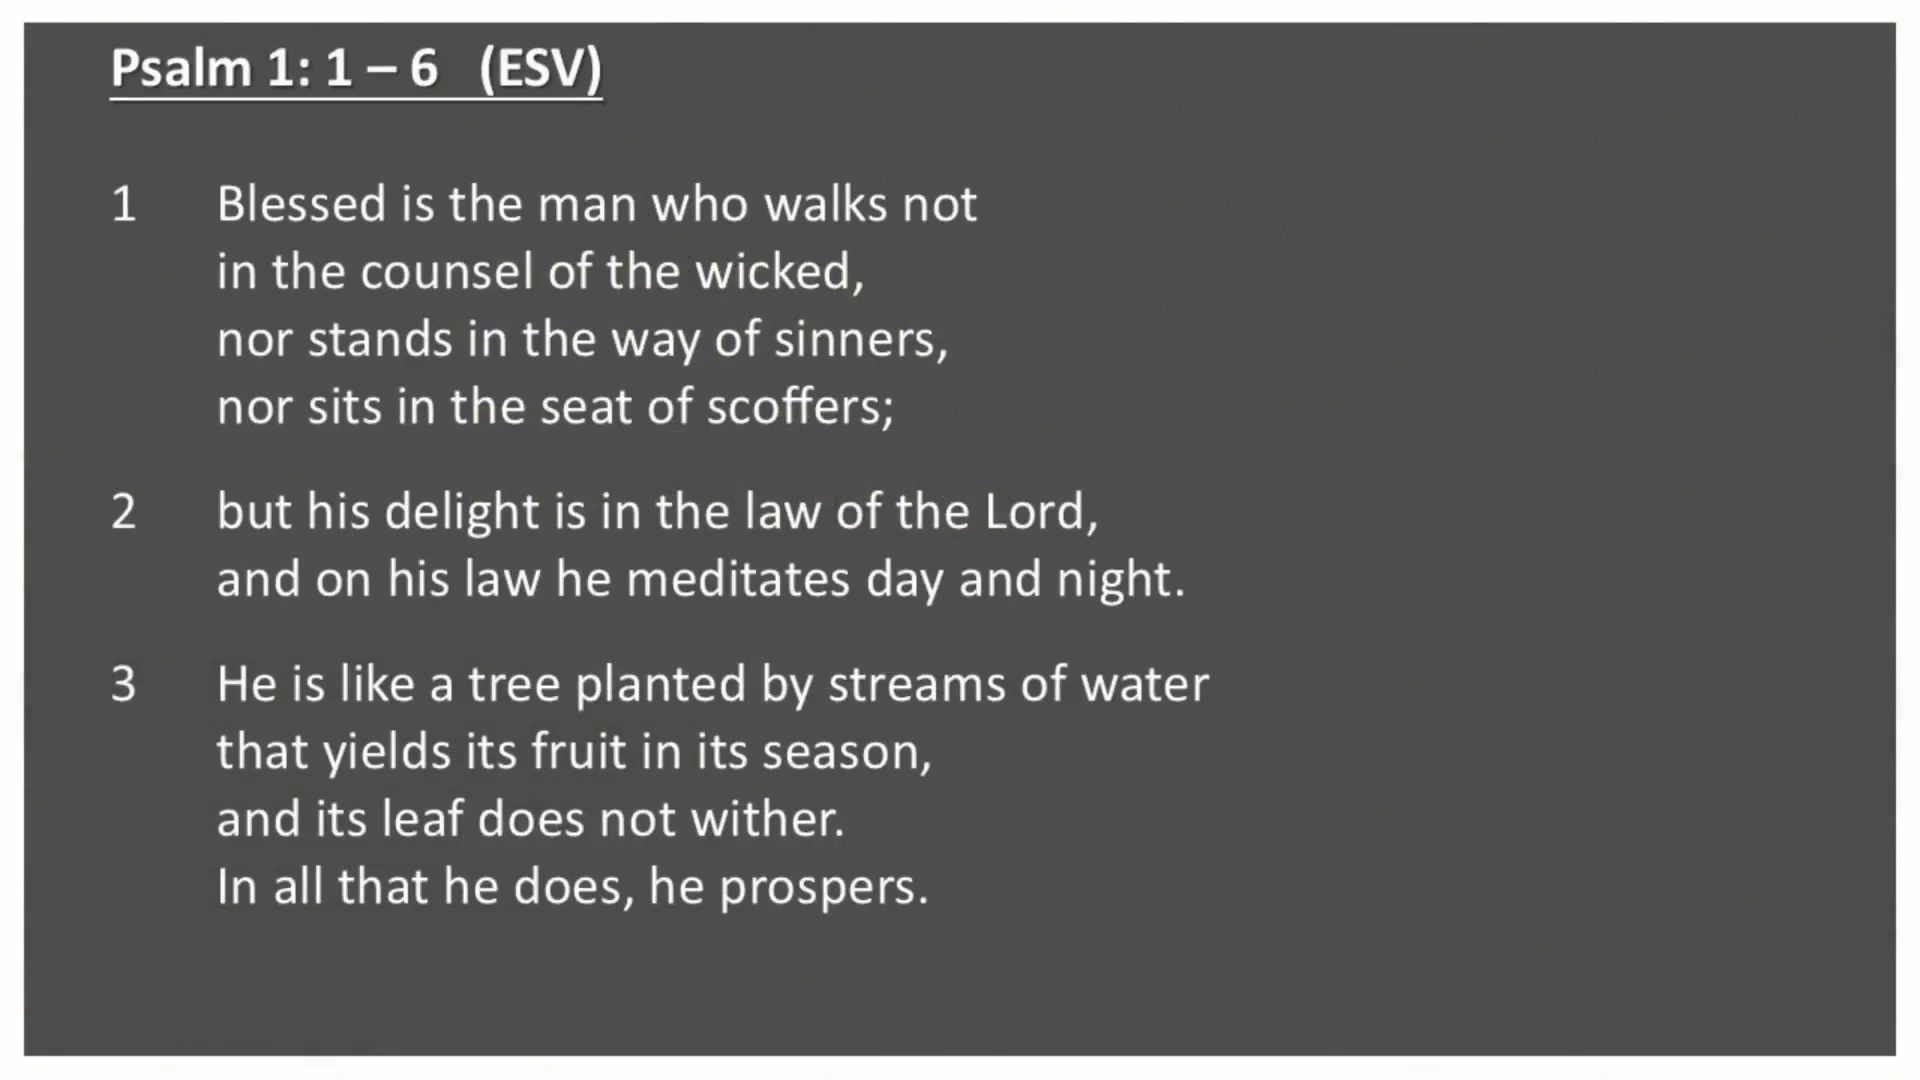 Psalm 1: 1 – 6 (ESV)
1 Blessed is the man who walks not
in the counsel of the wicked,
nor stands in the way of sinners,
nor sits in the seat of scoffers;
2 but his delight is in the law of the Lord,
and on his law he meditates day and night.
3 He is like a tree planted by streams of water
that yields its fruit in its season,
and its leaf does not wither.
In all that he does, he prospers.